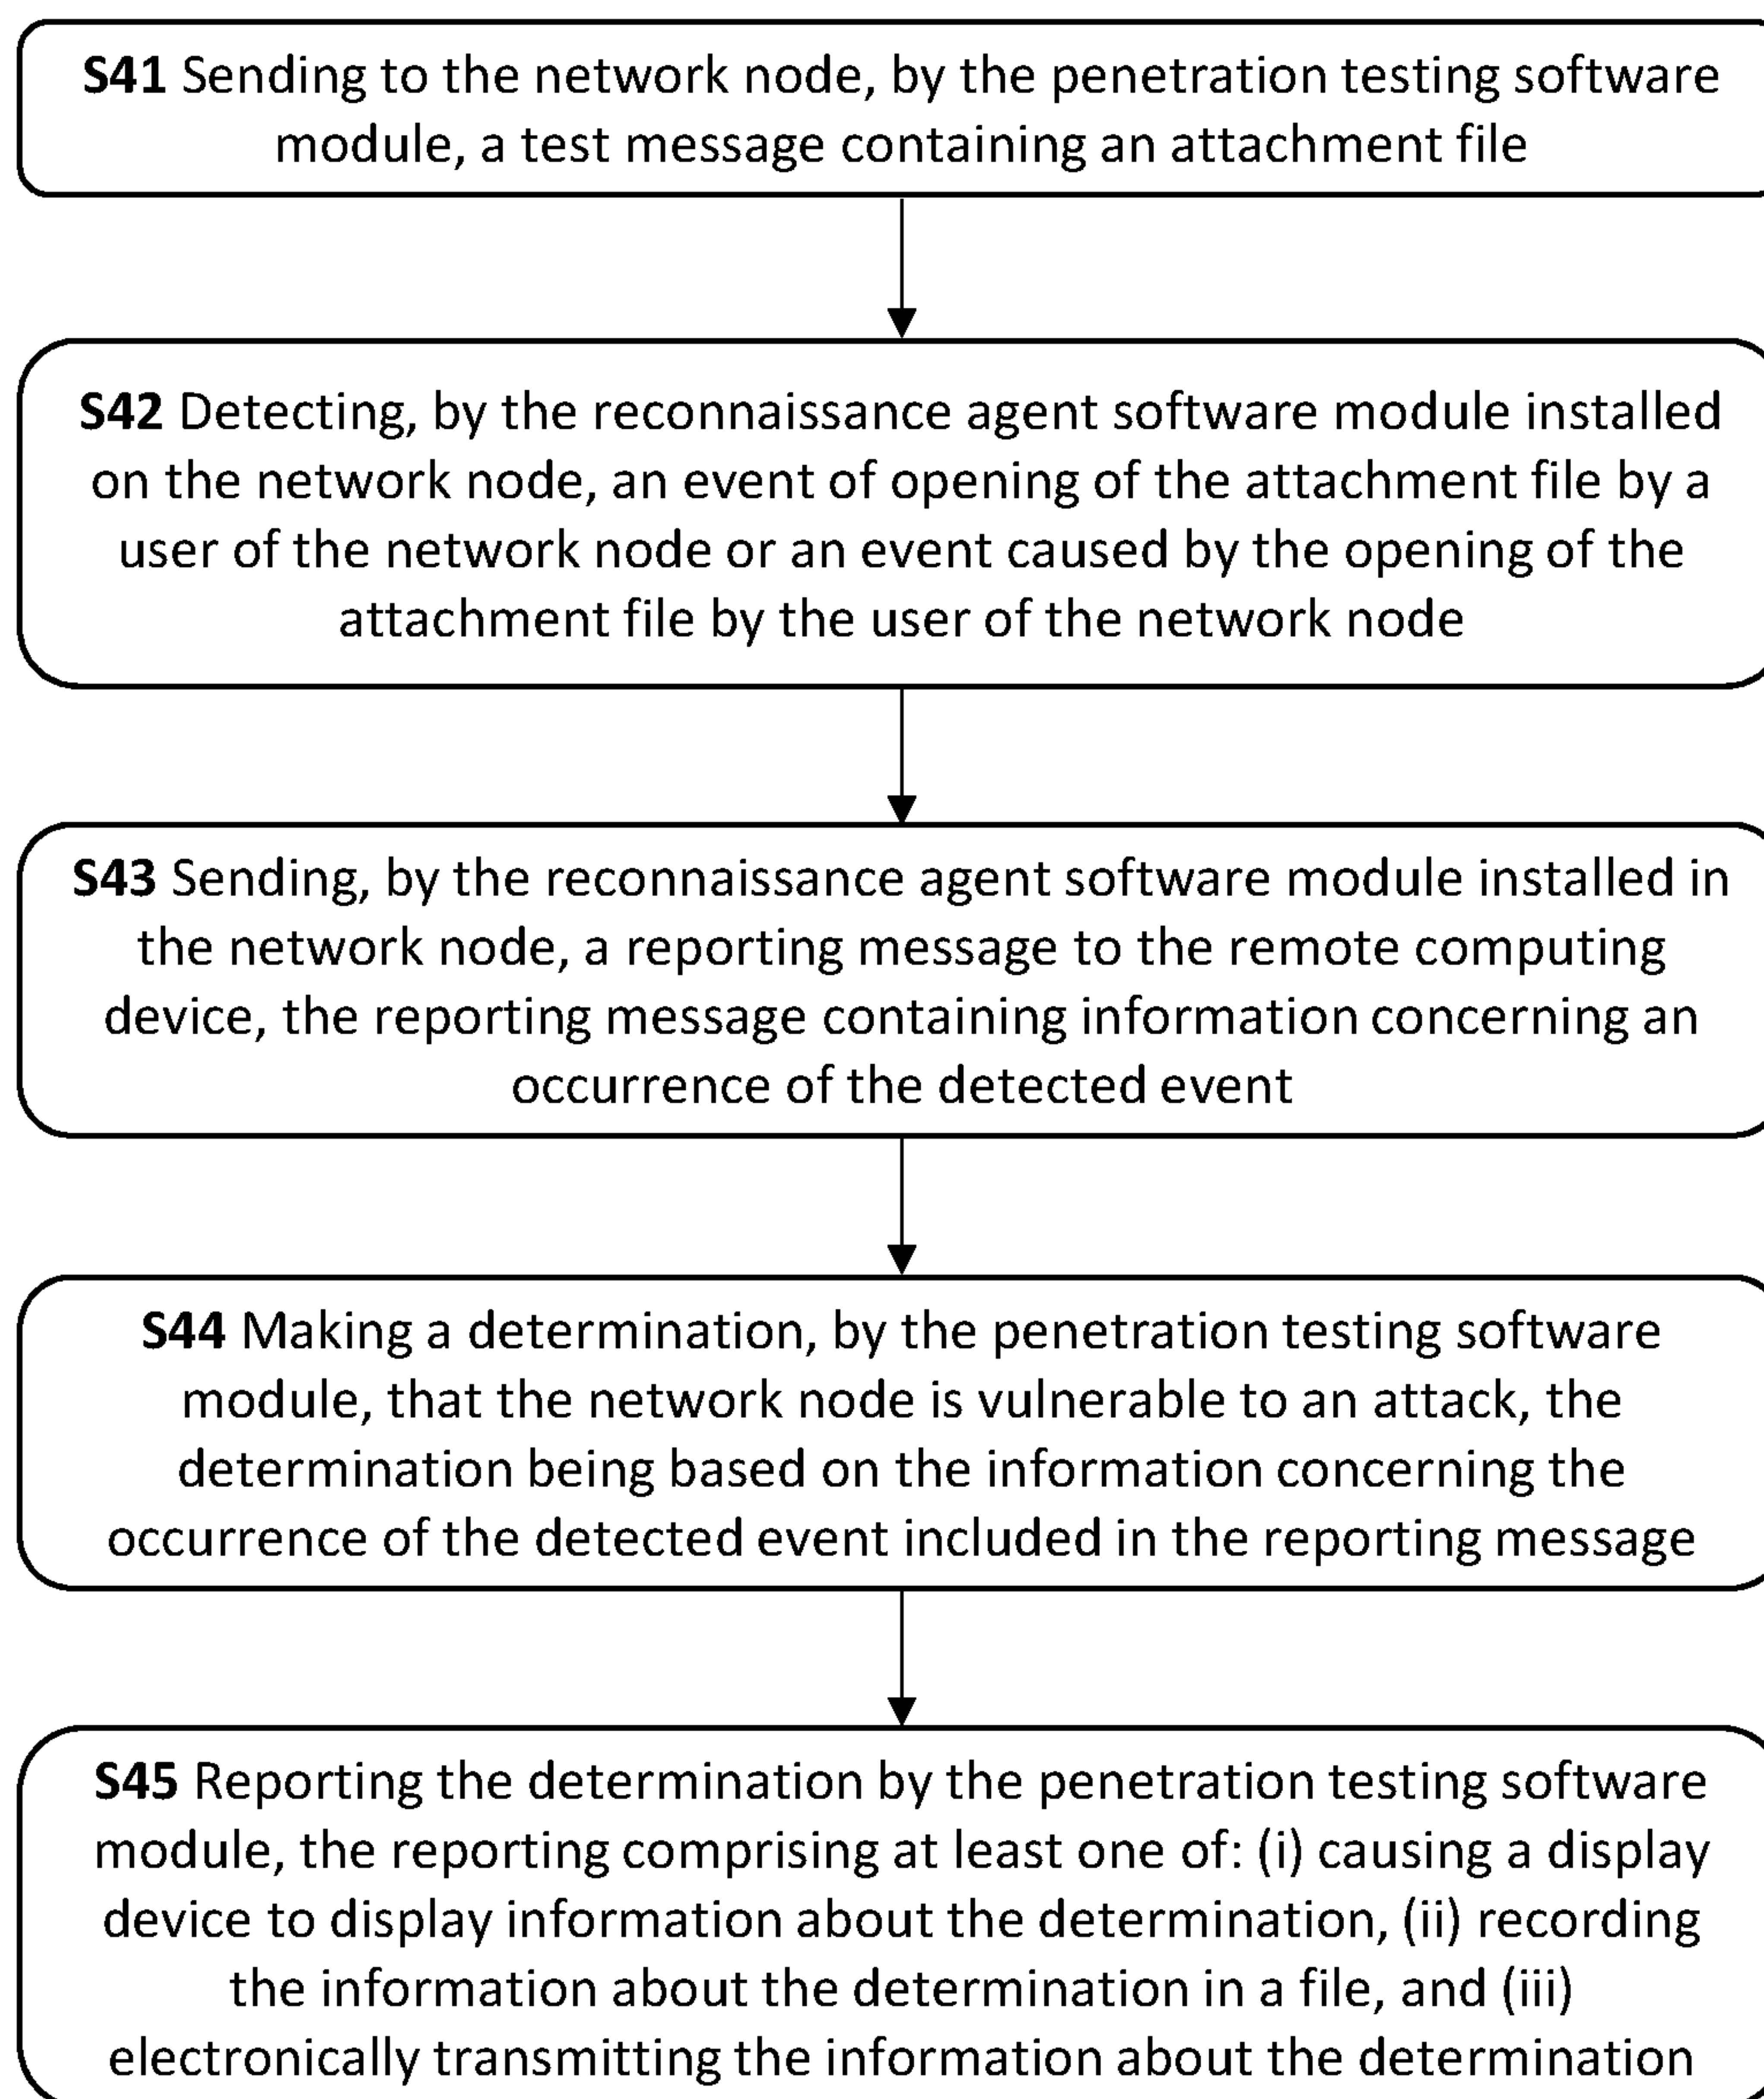 S41 Sending to the network node, by the penetration testing software
module, a test message containing an attachment file
S42 Detecting, by the reconnaissance agent software module installed
on the network node, an event of opening of the attachment file by a
user of the network node or an event caused by the opening of the
attachment file by the user of the network node
S43 Sending, by the reconnaissance agent software module installed in
the network node, a reporting message to the remote computing
device, the reporting message containing information concerning an
occurrence of the detected event
S44 Making a determination, by the penetration testing software
module, that the network node is vulnerable to an attack, the
determination being based on the information concerning the
occurrence of the detected event included in the reporting message
S45 Reporting the determination by the penetration testing software
module, the reporting comprising at least one of: (i) causing a display
device to display information about the determination, (ii) recording
the information about the determination in a file, and (iii)
electronically transmitting the information about the determination